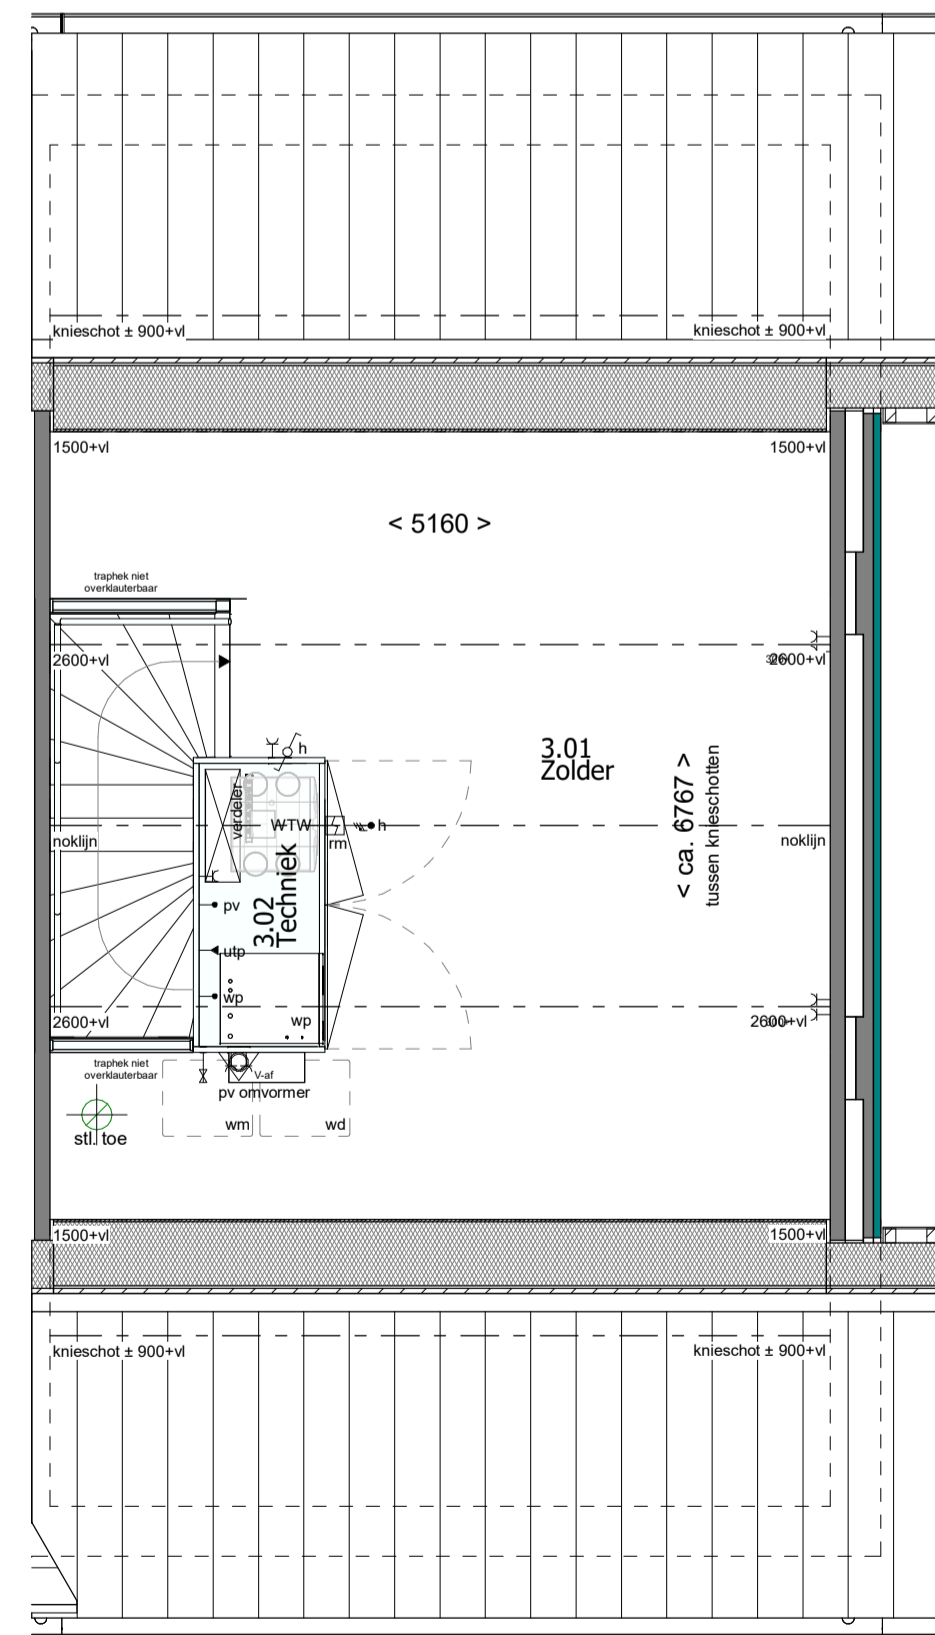 knieschot ± 900+vl
knieschot ± 900+vl
1500+vl
1500+vl
< 5160 >
traphek niet
overklauterbaar
2600+vl
2600+vl
h
3.01
Zolder
verdeler
WTW
h
rm
noklijn
noklijn
< ca. 6767 >
tussen knieschotten
pv
3.02
Techniek
utp
wp
wp
2600+vl
2600+vl
traphek niet
overklauterbaar
V-af
pv omvormer
wm
wd
stl. toe
1500+vl
1500+vl
knieschot ± 900+vl
knieschot ± 900+vl